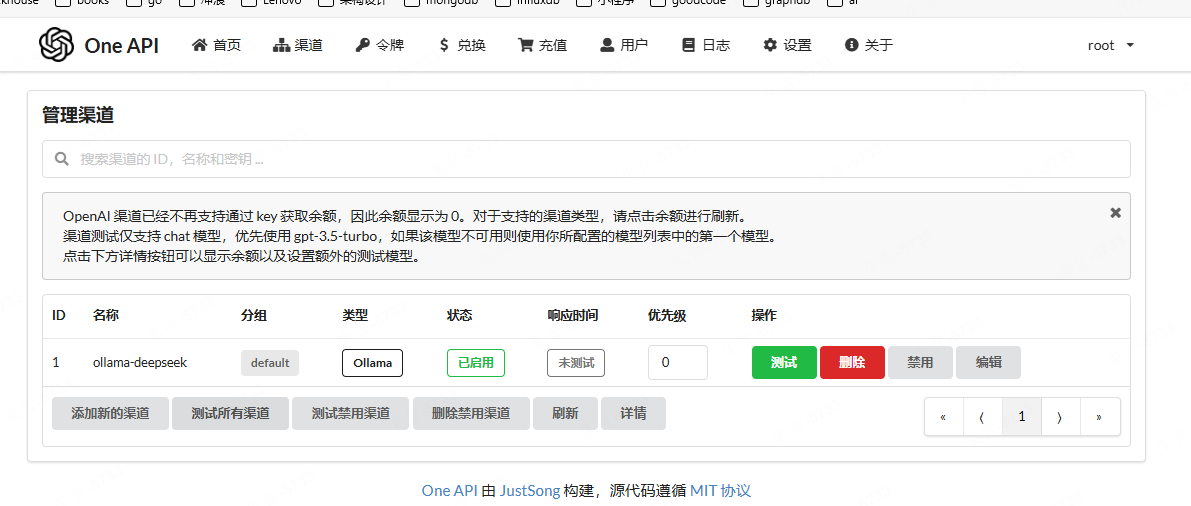 books
go
冲浪
Lenovo
架构设计
mongodb
influxdb
小程序
goodcode
graphdb
ai
One API 首页 渠道 令牌 兑换 充值 用户 日志 设置 关于 root
管理渠道
搜索渠道的 ID，名称和密钥 ...
OpenAI 渠道已经不再支持通过 key 获取余额，因此余额显示为 0。对于支持的渠道类型，请点击余额进行刷新。
渠道测试仅支持 chat 模型，优先使用 gpt-3.5-turbo，如果该模型不可用则使用你所配置的模型列表中的第一个模型。
点击下方详情按钮可以显示余额以及设置额外的测试模型。
ID 名称 分组 类型 状态 响应时间 优先级 操作
1 ollama-deepseek default Ollama 已启用 未测试 0 测试 删除 禁用 编辑
添加新的渠道 测试所有渠道 测试禁用渠道 删除禁用渠道 刷新 详情 « ⟨ 1 ⟩ »
One API 由 JustSong 构建，源代码遵循 MIT 协议